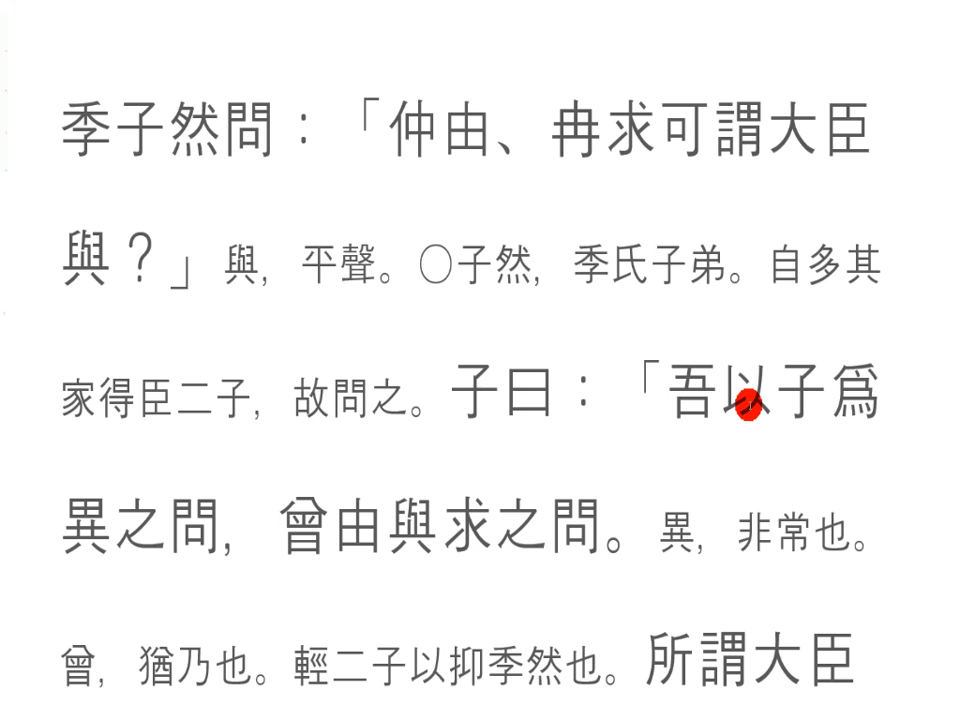 季子然問：「仲由、冉求可謂大臣
與？」與，平聲。○子然，季氏子弟。自多其
家得臣二子，故問之。子曰：「吾以子爲
異之問，曾由與求之問。異，非常也。
曾，猶乃也。輕二子以抑季然也。所謂大臣